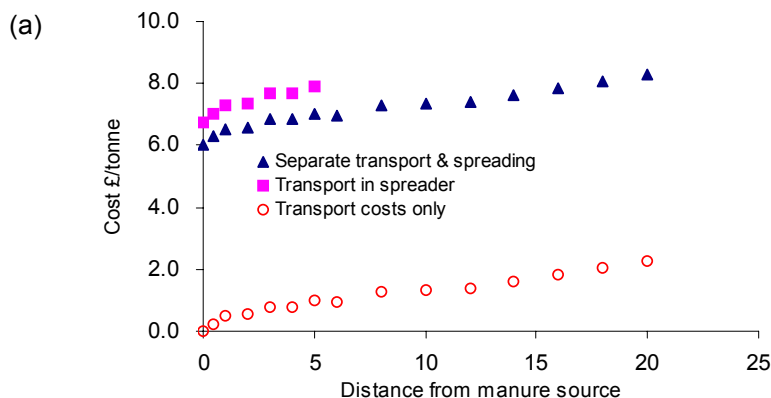 (a)
Cost £/tonne
10.0
8.0
6.0
4.0
2.0
0.0
Separate transport & spreading
Transport in spreader
Transport costs only
0 5 10 15 20 25
Distance from manure source